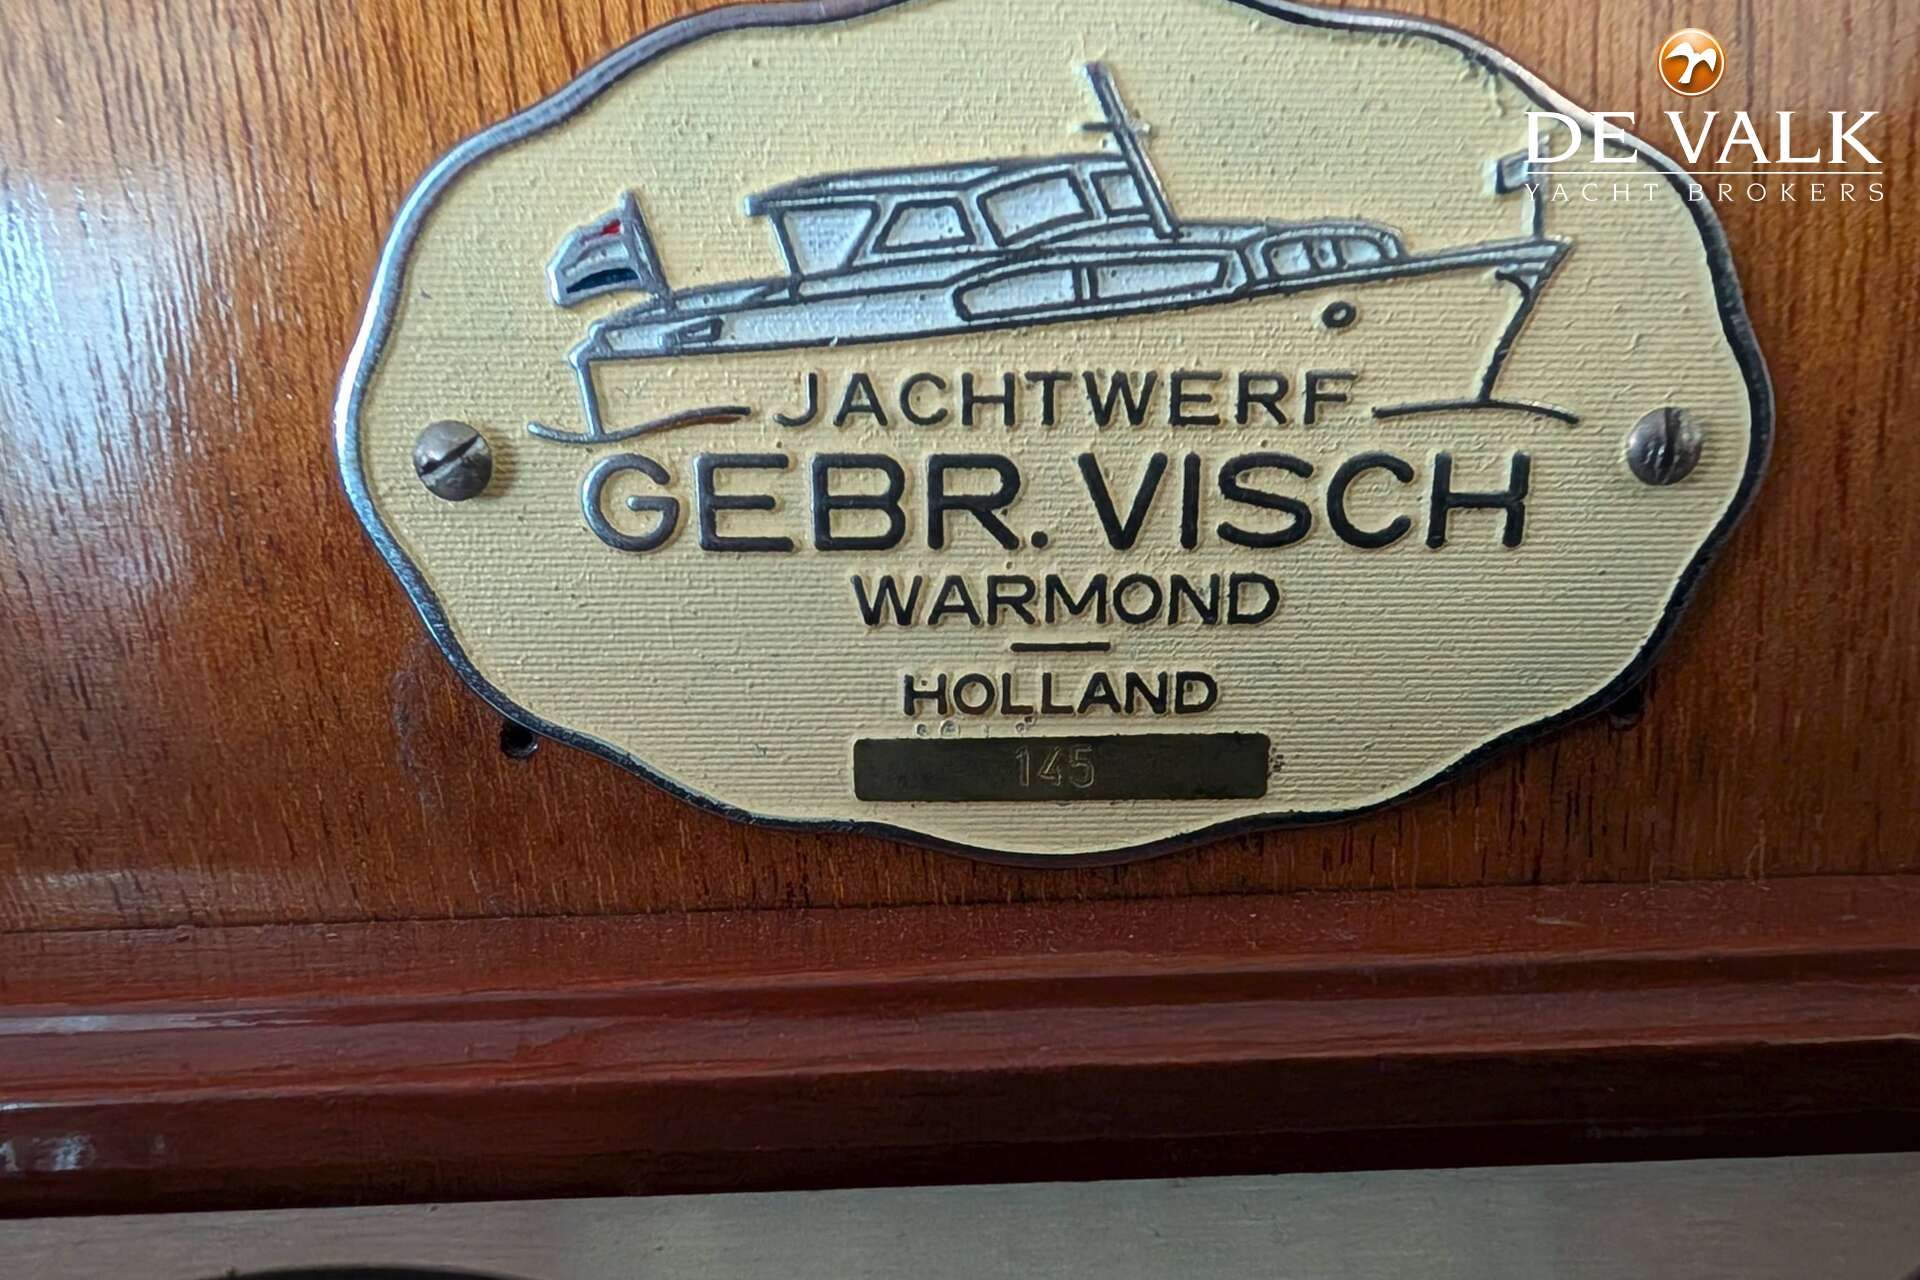 DE VALK
YACHT BROKERS
JACHTWERF
GEBR. VISCH
WARMOND
HOLLAND
145